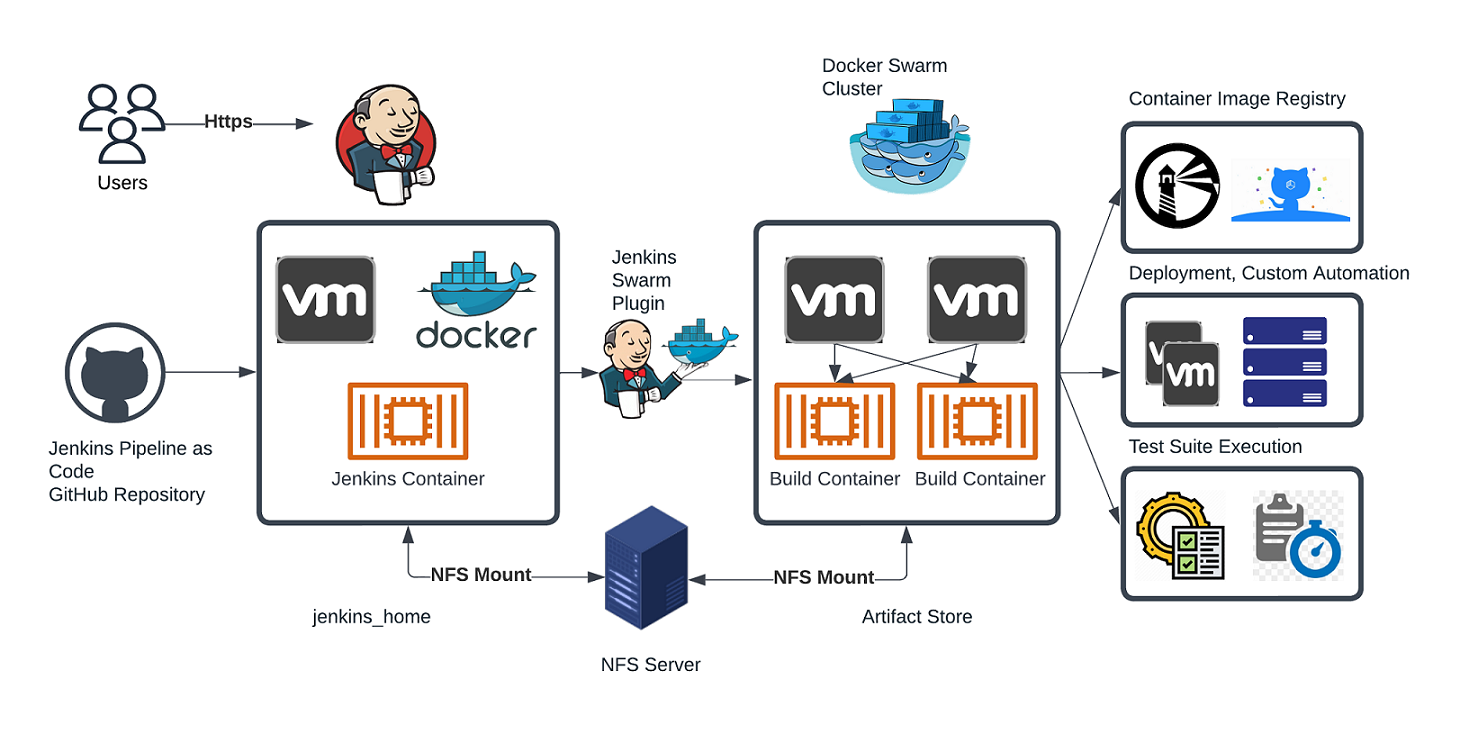 Docker Swarm
Cluster
Container Image Registry
Https
Users
Jenkins
Swarm
Plugin
vm
docker
vm
vm
Deployment, Custom Automation
vm
vm
Jenkins Pipeline as
Code
GitHub Repository
Jenkins Container
Build Container
Build Container
Test Suite Execution
NFS Mount
NFS Mount
jenkins_home
Artifact Store
NFS Server